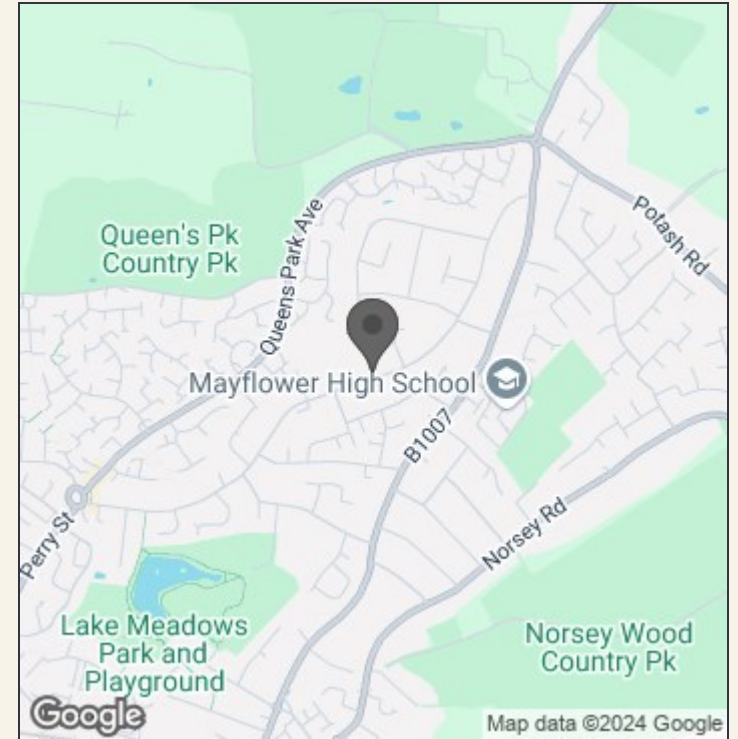 Queen's Pk
Country Pk
Queens Park Ave
Potash Rd
Mayflower High School
B1007
Norsey Rd
Perry St
Lake Meadows
Park and
Playground
Norsey Wood
Country Pk
Google
Map data ©2024 Google